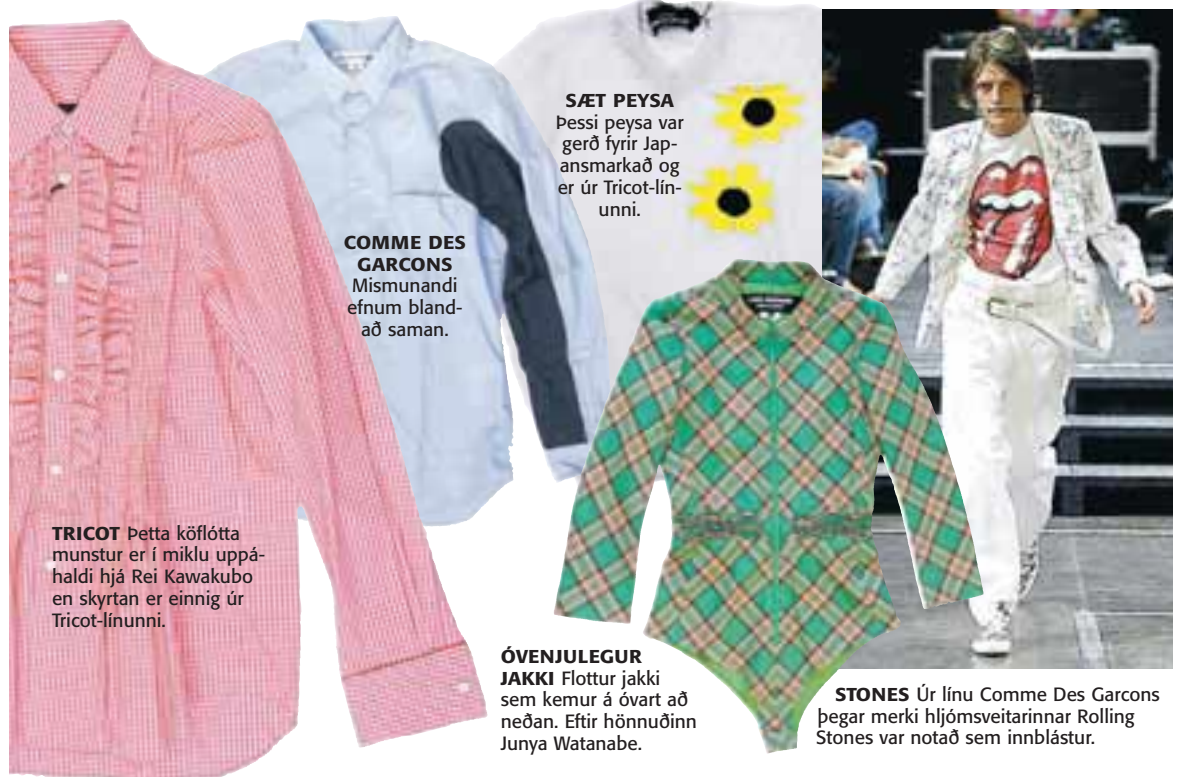 SÆT PEYSA
Þessi peysa var
gerð fyrir Jap-
ansmarkað og
er úr Tricot-lín-
unni.
COMME DES
GARCONS
Mismunandi
efnum bland-
að saman.
TRICOT Þetta köflótta
munstur er í miklu uppá-
haldi hjá Rei Kawakubo
en skyrtan er einnig úr
Tricot-línunni.
ÓVENJULEGUR
JAKKI Flottur jakki
sem kemur á óvart að
neðan. Eftir hönnuðinn
Junya Watanabe.
STONES Úr línu Comme Des Garcons
þegar merki hljómsveitarinnar Rolling
Stones var notað sem innblástur.